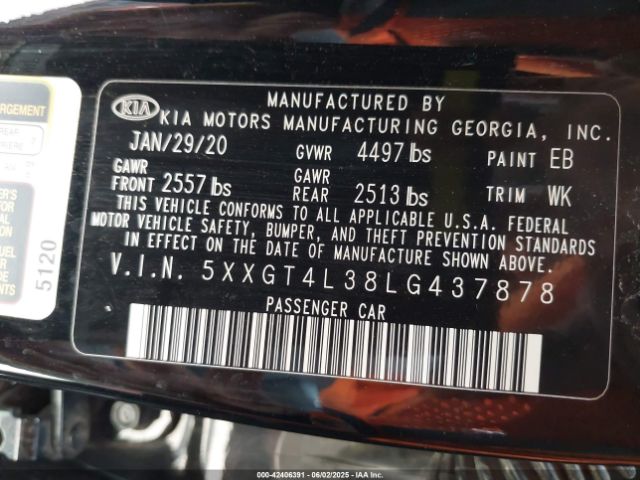 MANUFACTURED BY
KIA KIA MOTORS MANUFACTURING GEORGIA, INC.
JAN/29/20 GVWR 4497 lbs PAINT EB
GAWR FRONT 2557 lbs GAWR REAR 2513 lbs TRIM WK
THIS VEHICLE CONFORMS TO ALL APPLICABLE U.S.A. FEDERAL
MOTOR VEHICLE SAFETY, BUMPER, AND THEFT PREVENTION STANDARDS
IN EFFECT ON THE DATE OF MANUFACTURE SHOWN ABOVE.
V.I.N. 5XXGT4L38LG437878
PASSENGER CAR
5120
REAR
000-42406391 - 06/02/2025 - IAA, Inc.